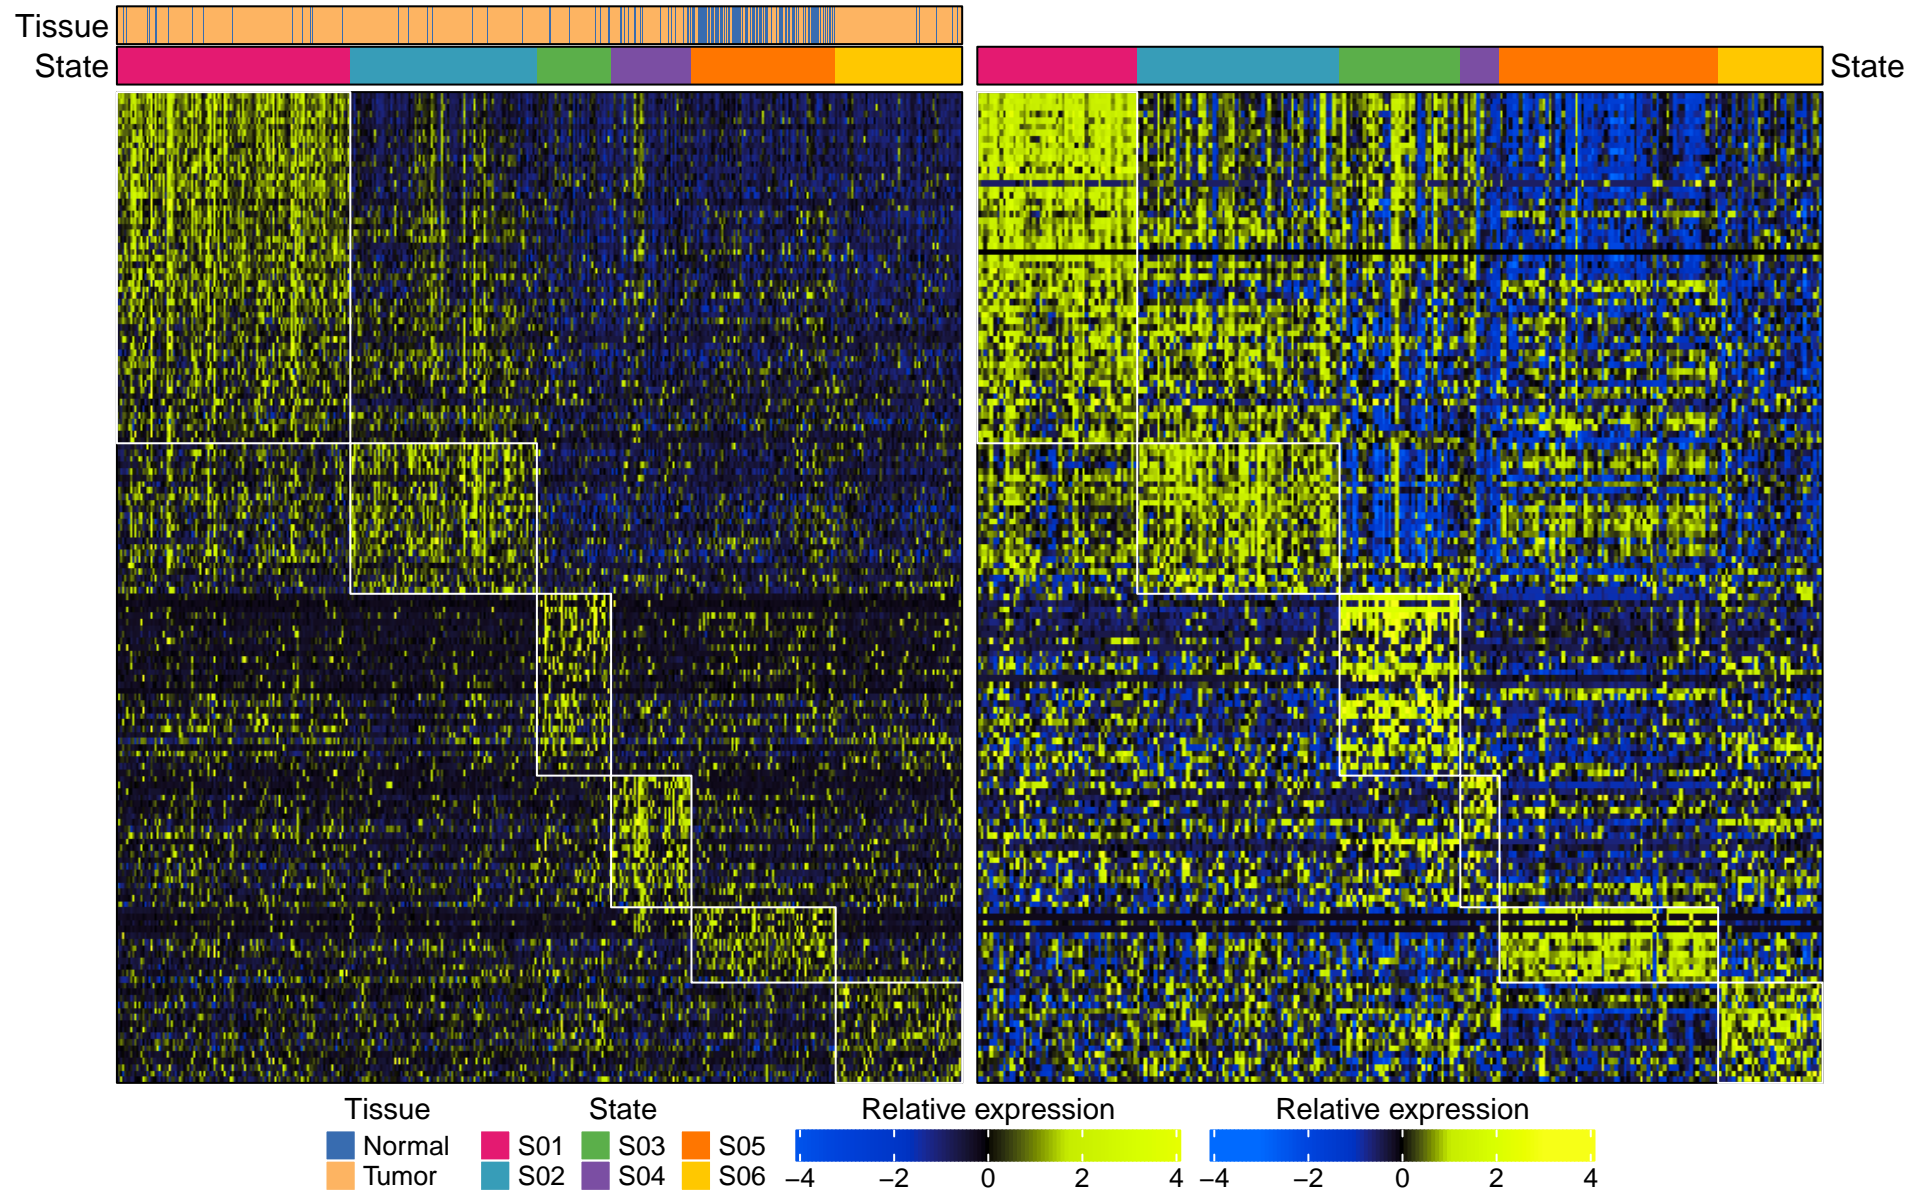 Tissue
State
State
Tissue State Relative expression Relative expression
Normal S01 S03 S05
Tumor S02 S04 S06
−4 −2 0 2 4 −4 −2 0 2 4